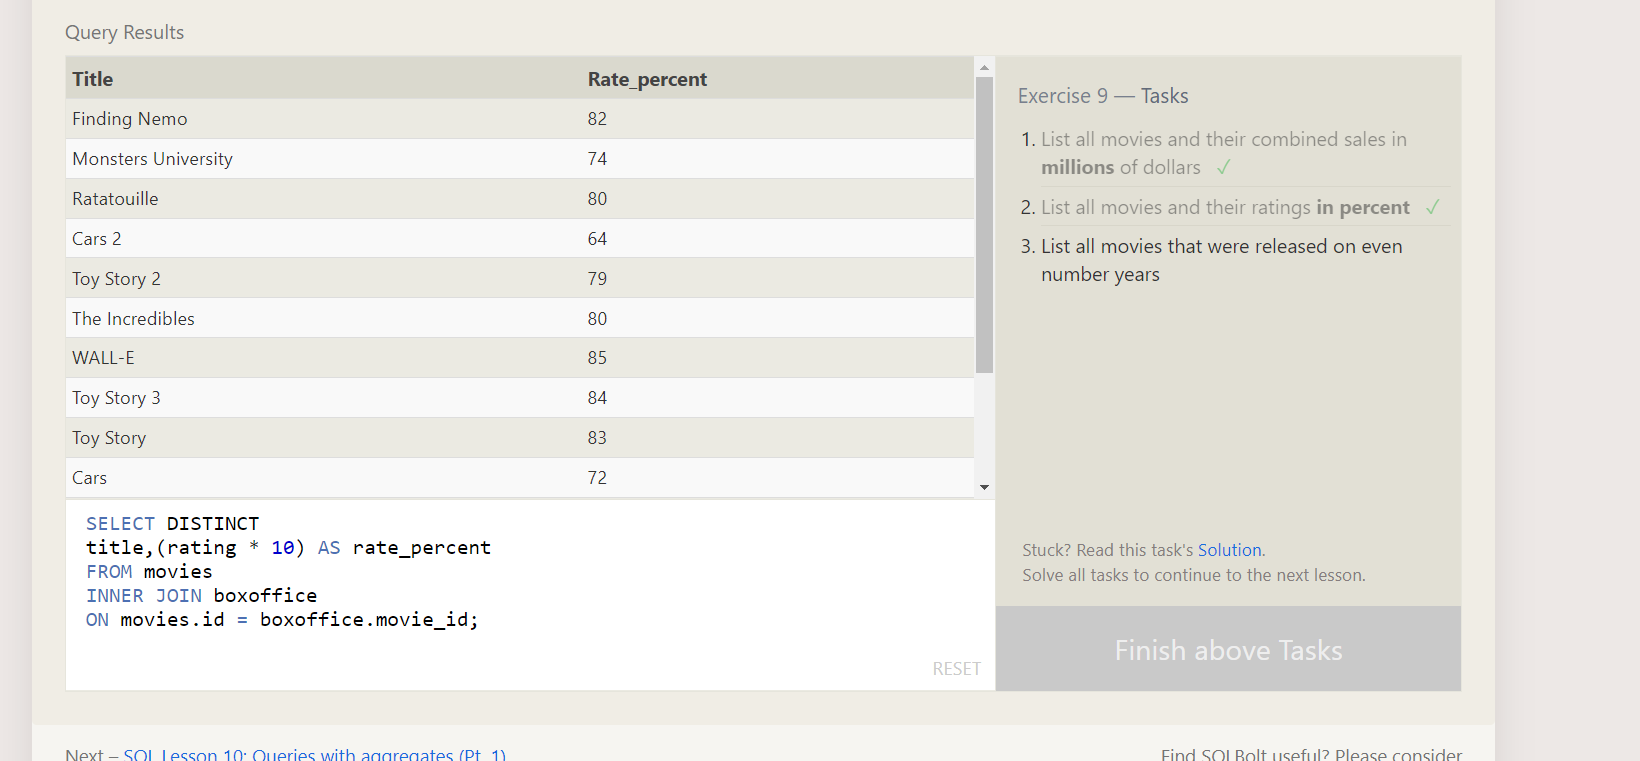 Query Results
Title Rate_percent
Finding Nemo 82
Monsters University 74
Ratatouille 80
Cars 2 64
Toy Story 2 79
The Incredibles 80
WALL-E 85
Toy Story 3 84
Toy Story 83
Cars 72
SELECT DISTINCT
title,(rating * 10) AS rate_percent
FROM movies
INNER JOIN boxoffice
ON movies.id = boxoffice.movie_id;
RESET
Exercise 9 — Tasks
1. List all movies and their combined sales in
millions of dollars ✓
2. List all movies and their ratings in percent ✓
3. List all movies that were released on even
number years
Stuck? Read this task's Solution.
Solve all tasks to continue to the next lesson.
Finish above Tasks
Next – SQL Lesson 10: Queries with aggregates (Pt. 1)
Find SQLBolt useful? Please consider